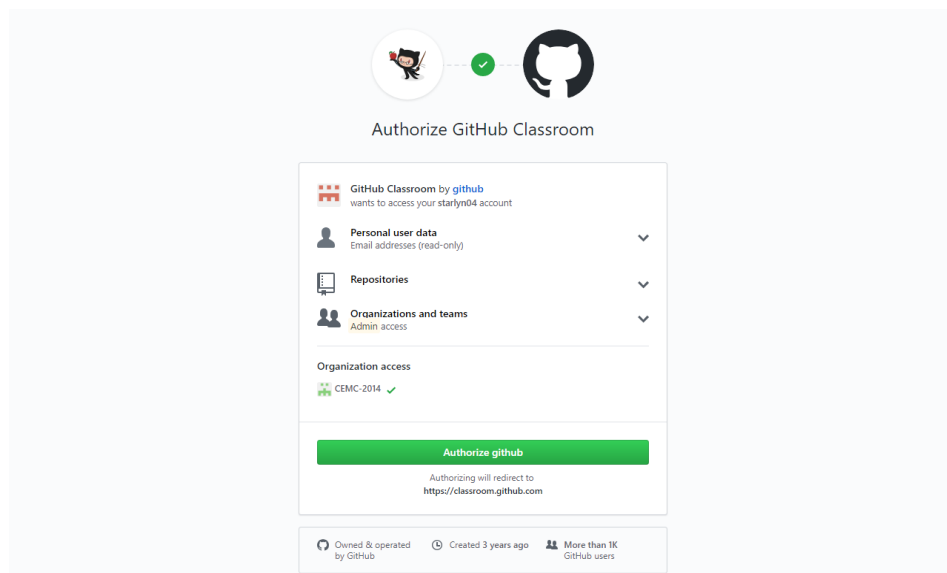 Authorize GitHub Classroom
GitHub Classroom by github
wants to access your starlyn04 account
Personal user data
Email addresses (read-only)
Repositories
Organizations and teams
Admin access
Organization access
CEMC-2014
Authorize github
Authorizing will redirect to
https://classroom.github.com
Owned & operated
by GitHub
Created 3 years ago
More than 1K
GitHub users